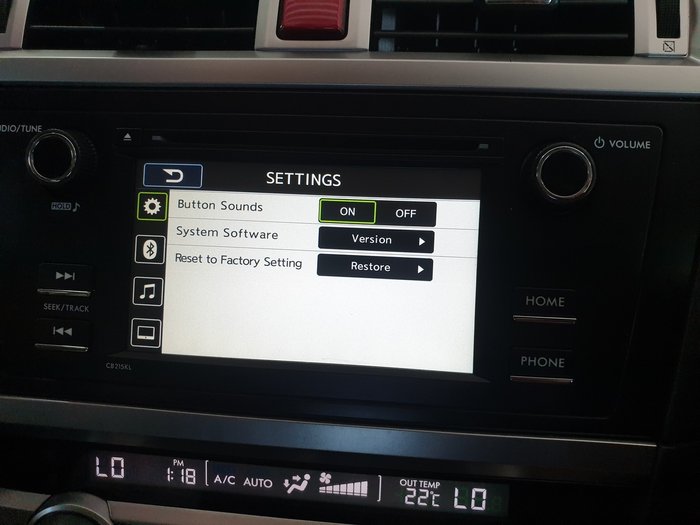 AUDIO/TUNE
VOLUME
HOLD
SETTINGS
Button Sounds ON OFF
System Software Version
Reset to Factory Setting Restore
SEEK/TRACK
HOME
PHONE
CB215KL
LO PM 1:18 A/C AUTO OUT TEMP 22°C LO